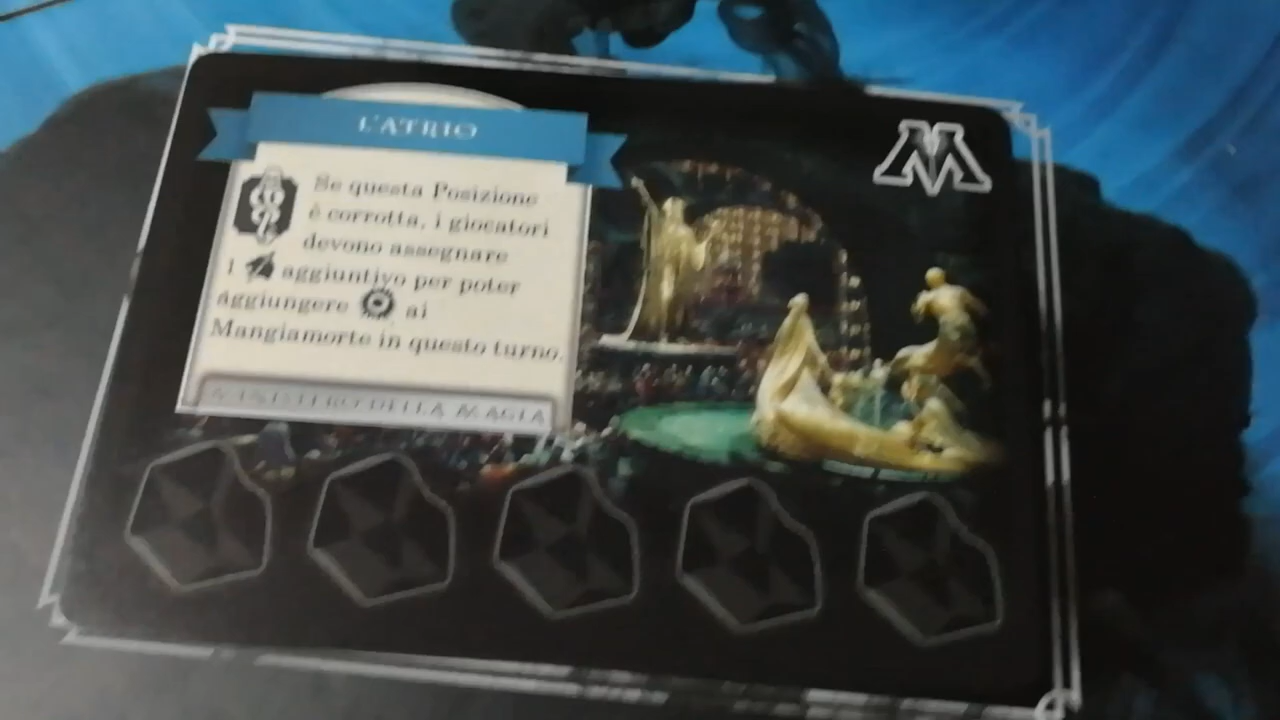 L'ATRIO
Se questa Posizione
è corrotta, i giocatori
devono assegnare
1 aggiuntivo per poter
aggiungere ai
Mangiamorte in questo turno.
MINISTERO DELLA MAGIA
M